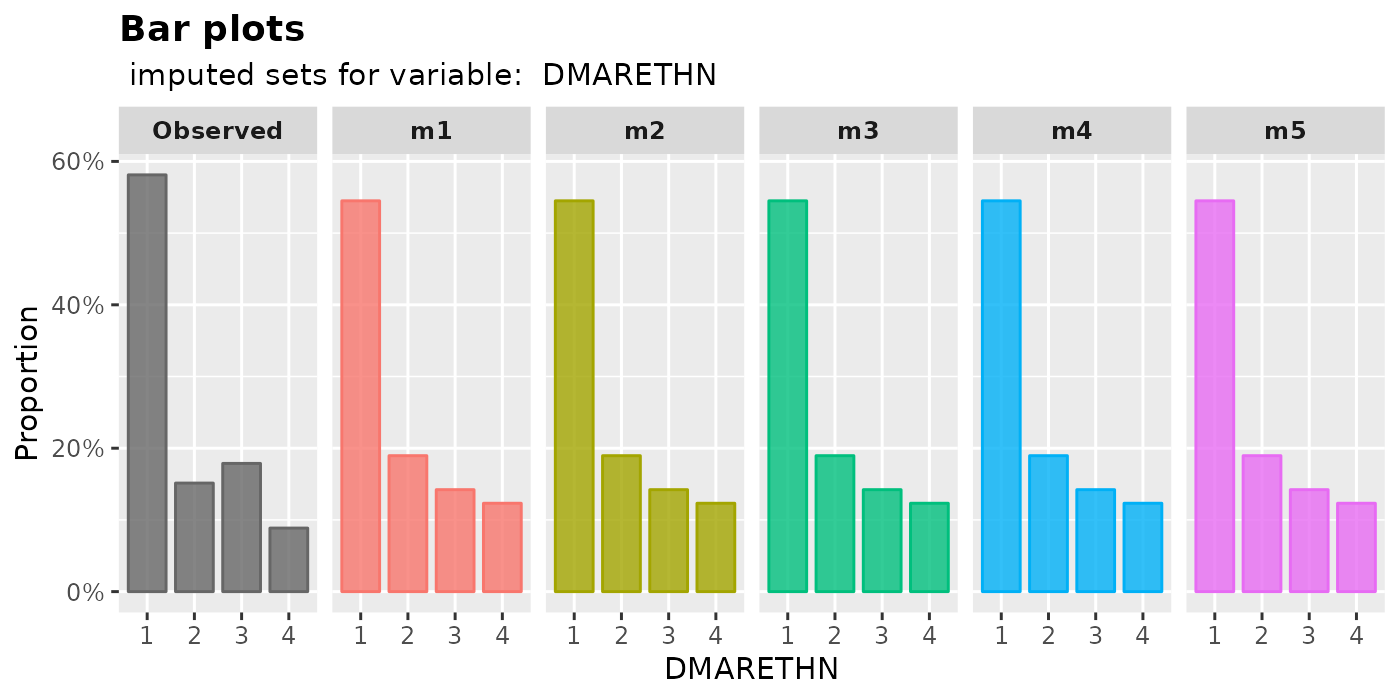 Bar plots
imputed sets for variable:  DMARETHN
Observed m1 m2 m3 m4 m5
60%
40%
20%
0%
Proportion
1 2 3 4 1 2 3 4 1 2 3 4 1 2 3 4 1 2 3 4 1 2 3 4
DMARETHN